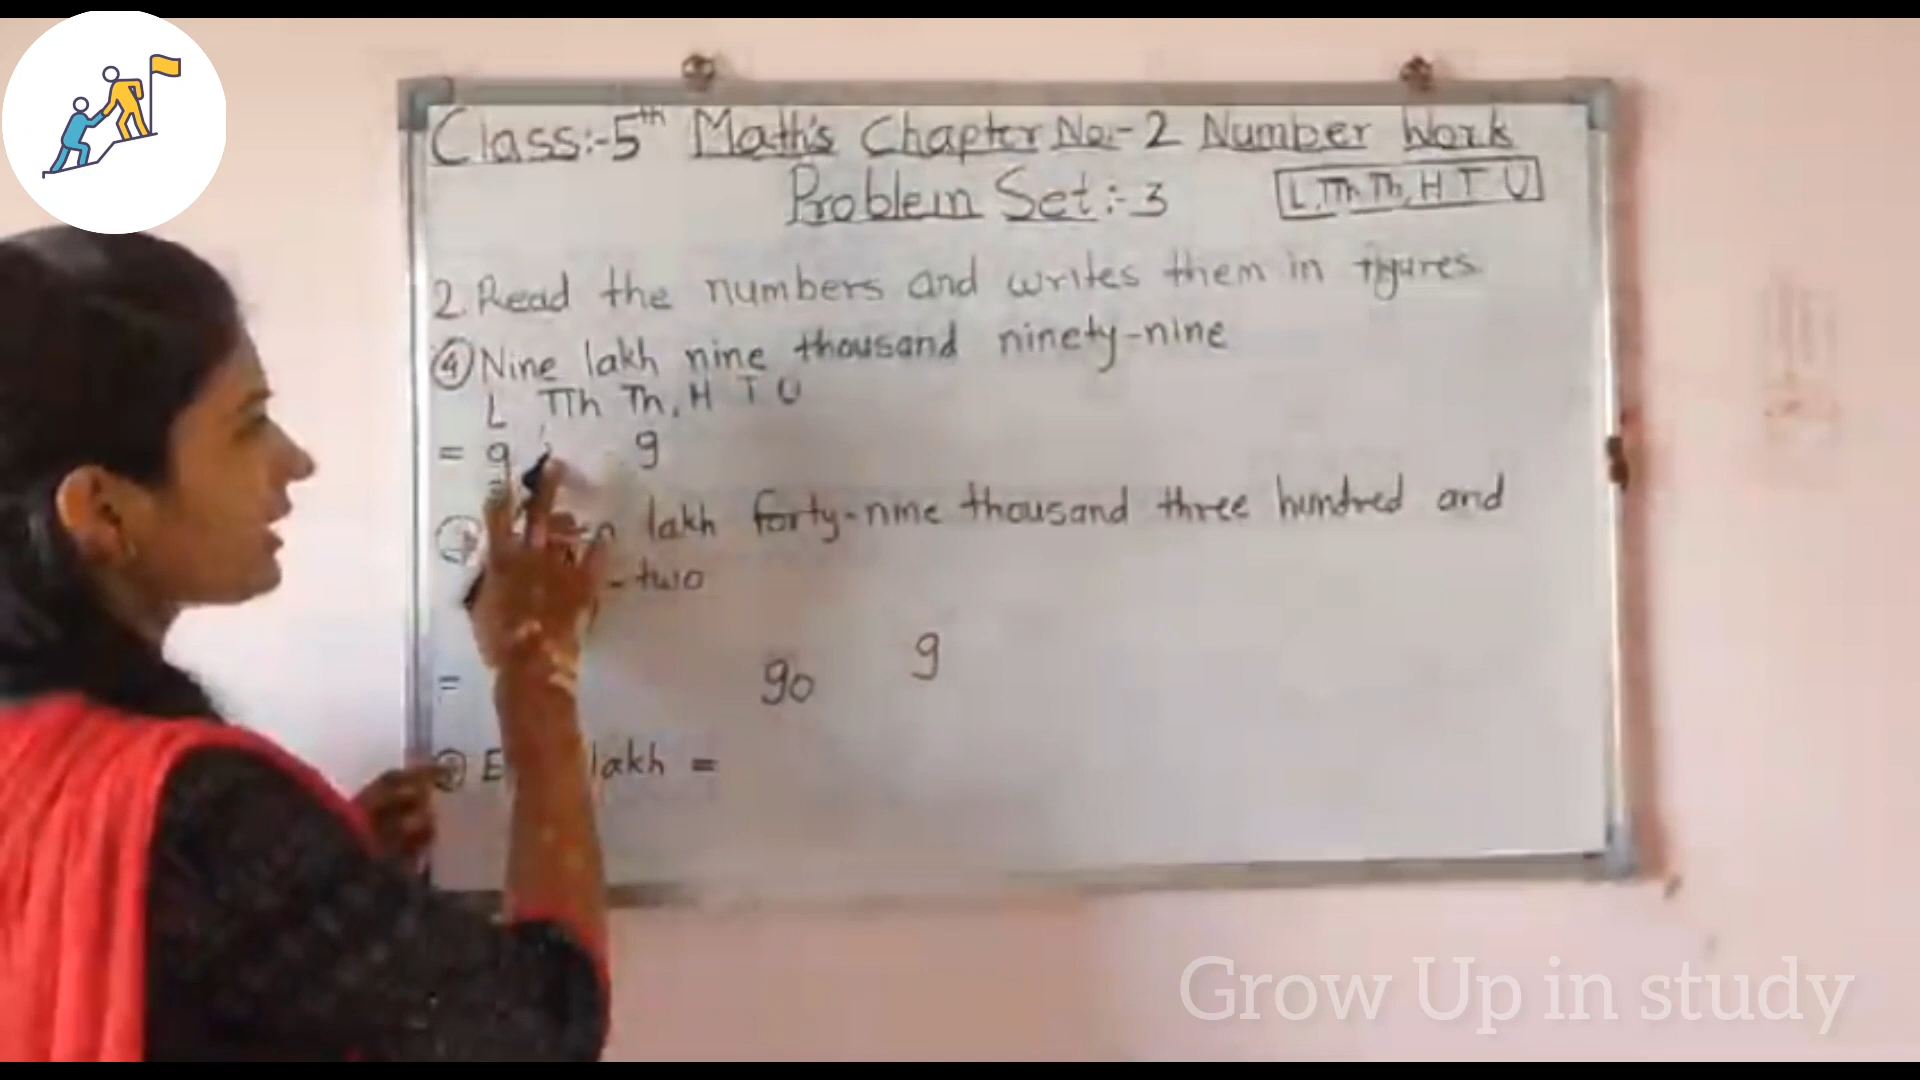 Class:-5th Math's Chapter No:-2 Number Work
Problem Set:-3
L, TTh Th, H T U
2. Read the numbers and writes them in figures
④ Nine lakh nine thousand ninety-nine
L TTh Th, H T U
= 9 , 9
lakh forty-nine thousand three hundred and
-two
= 90 9
lakh =
Grow Up in study